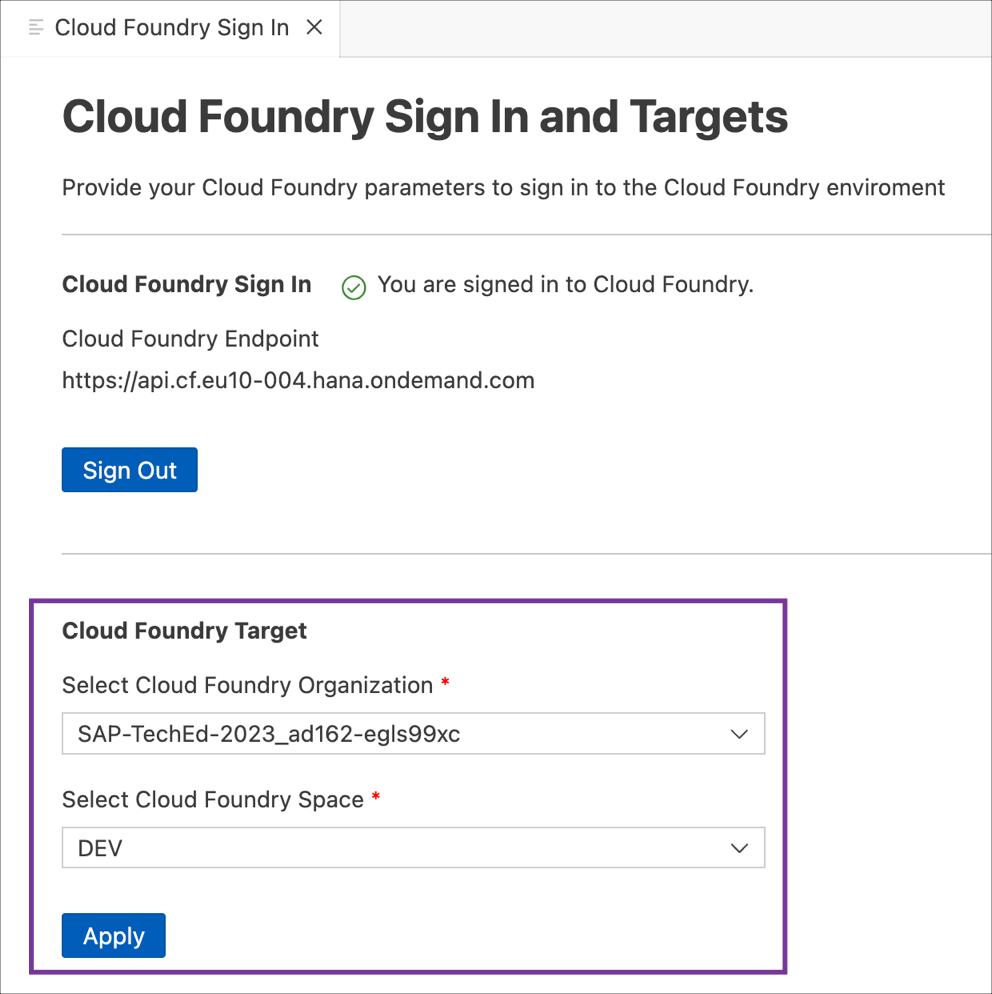 Cloud Foundry Sign In
Cloud Foundry Sign In and Targets
Provide your Cloud Foundry parameters to sign in to the Cloud Foundry enviroment
Cloud Foundry Sign In You are signed in to Cloud Foundry.
Cloud Foundry Endpoint
https://api.cf.eu10-004.hana.ondemand.com
Sign Out
Cloud Foundry Target
Select Cloud Foundry Organization *
SAP-TechEd-2023_ad162-egls99xc
Select Cloud Foundry Space *
DEV
Apply